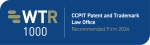 WTR
1000
CCPIT Patent and Trademark
Law Office
Recommended Firm 2024